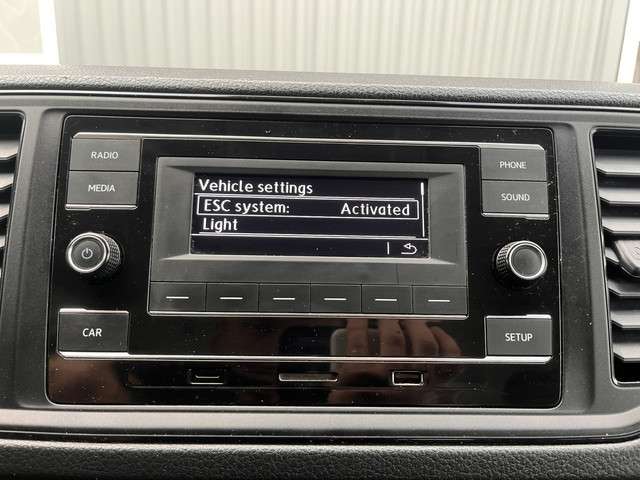 RADIO
MEDIA
CAR
Vehicle settings
ESC system: Activated
Light
PHONE
SOUND
SETUP